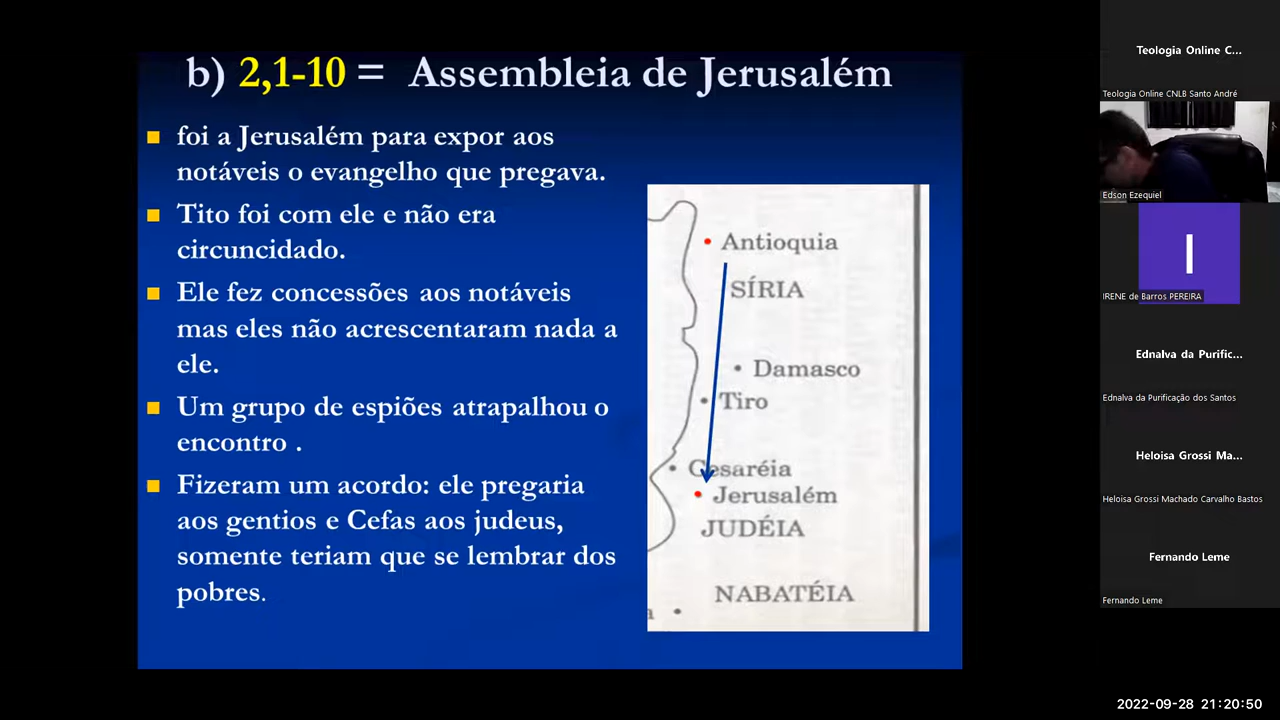 b) 2,1-10 = Assembleia de Jerusalém
foi a Jerusalém para expor aos
notáveis o evangelho que pregava.
Tito foi com ele e não era
circuncidado.
Ele fez concessões aos notáveis
mas eles não acrescentaram nada a
ele.
Um grupo de espiões atrapalhou o
encontro .
Fizeram um acordo: ele pregaria
aos gentios e Cefas aos judeus,
somente teriam que se lembrar dos
pobres.
Antioquia
SÍRIA
Damasco
Tiro
Cesaréia
Jerusalém
JUDÉIA
NABATÉIA
a
Teologia Online C...
Teologia Online CNLB Santo André
Edson Ezequiel
I
IRENE de Barros PEREIRA
Ednalva da Purific...
Ednalva da Purificação dos Santos
Heloisa Grossi Ma...
Heloisa Grossi Machado Carvalho Bastos
Fernando Leme
Fernando Leme
2022-09-28 21:20:50